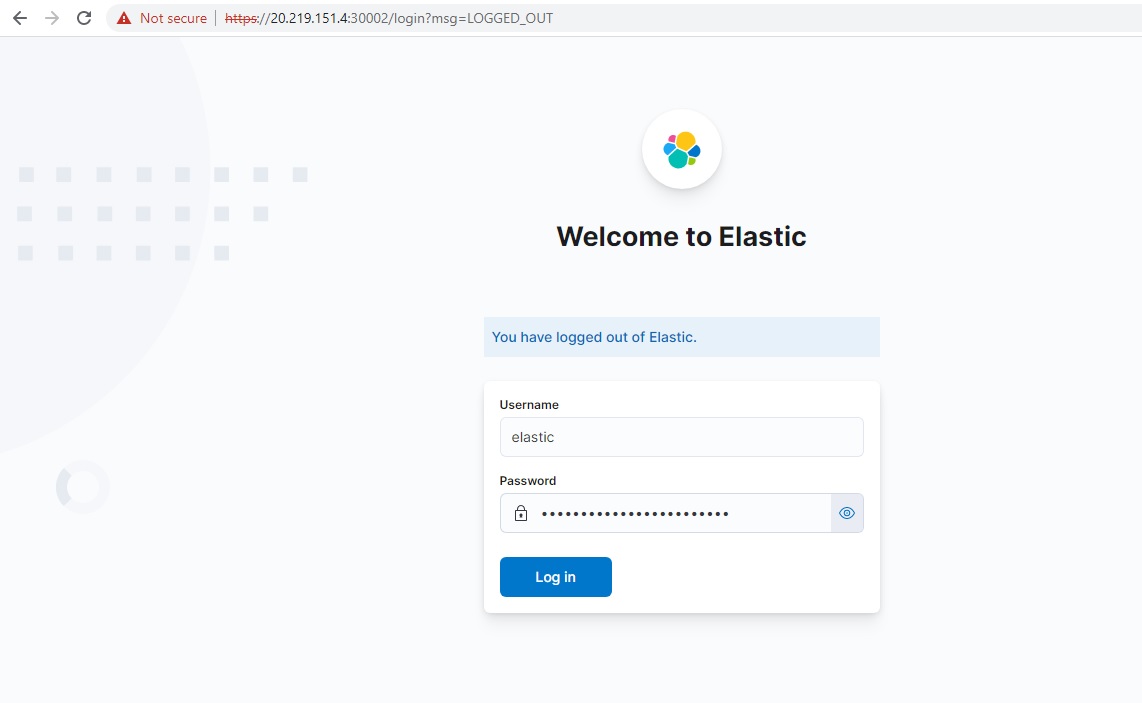 Not secure | https://20.219.151.4:30002/login?msg=LOGGED_OUT
Welcome to Elastic
You have logged out of Elastic.
Username
elastic
Password
••••••••••••••••••••••••
Log in